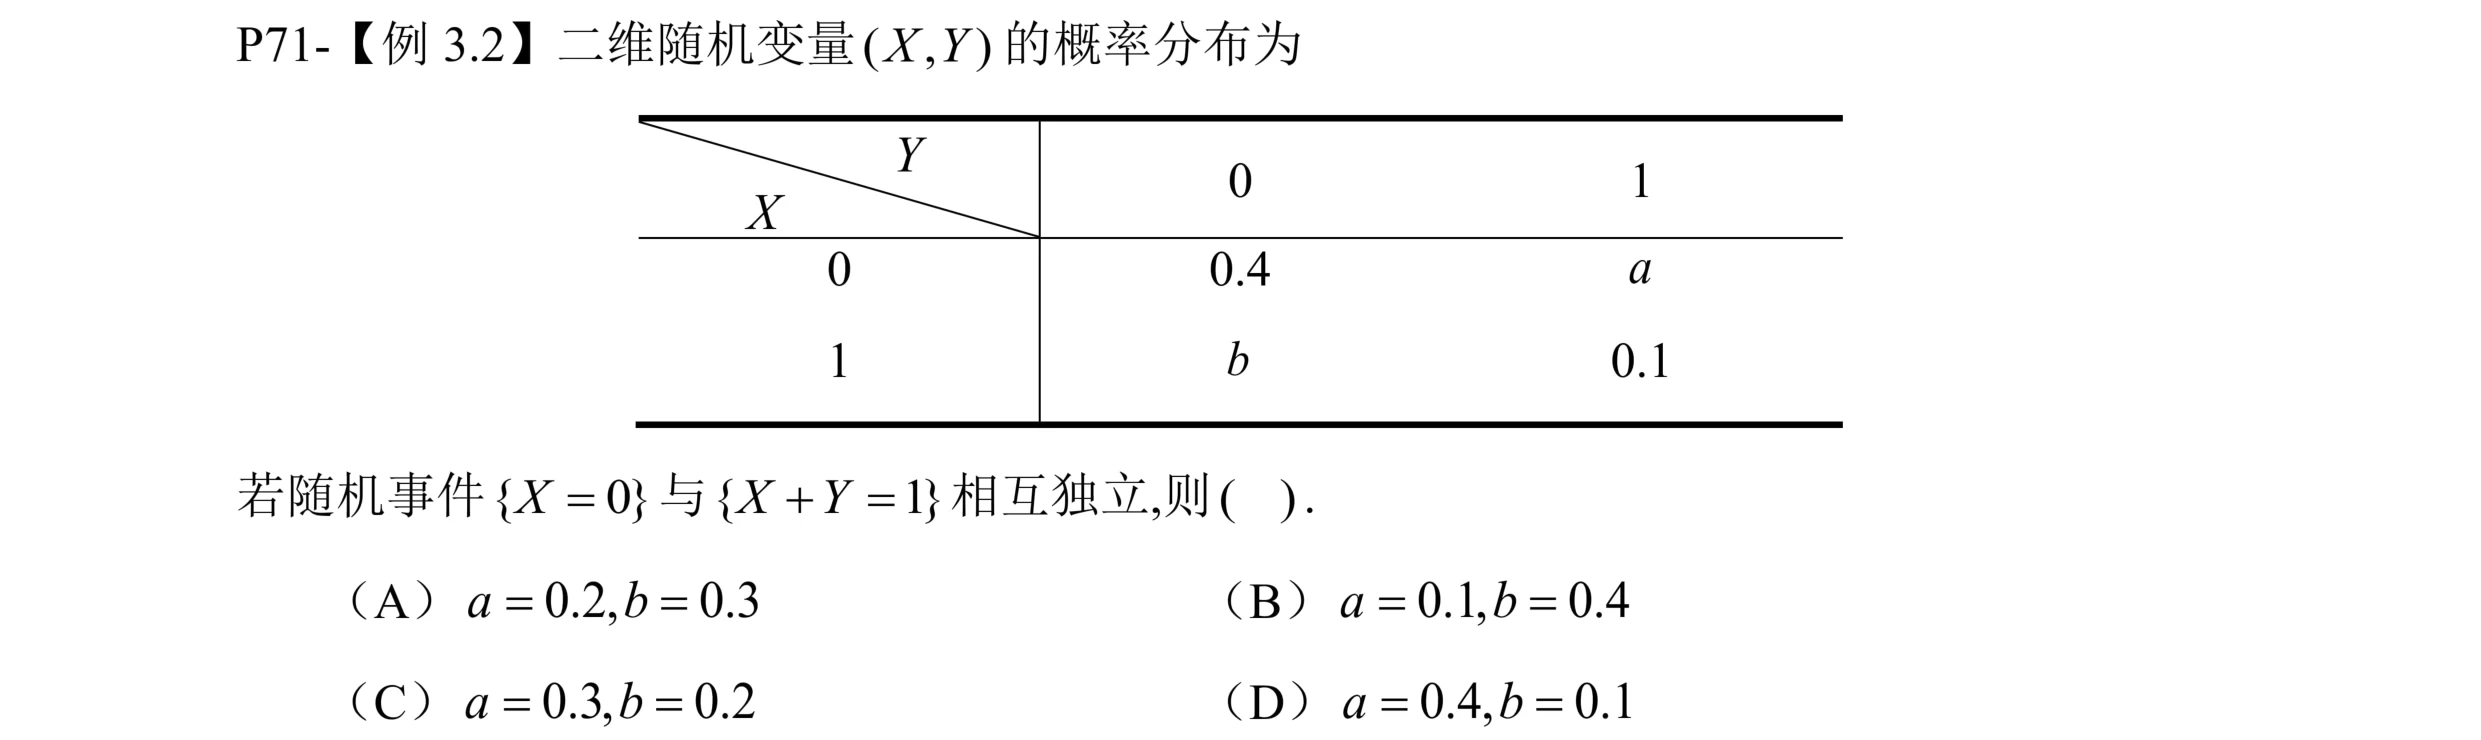 P71-【例 3.2】二维随机变量(X,Y)的概率分布为
Y
X
0 1
0 0.4 a
1 b 0.1
若随机事件{X=0}与{X+Y=1}相互独立,则( ).
（A）a=0.2,b=0.3 （B）a=0.1,b=0.4
（C）a=0.3,b=0.2 （D）a=0.4,b=0.1